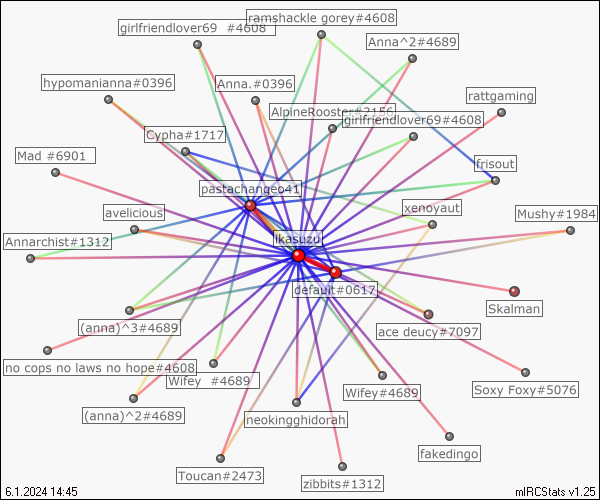 ramshackle gorey#4608
girlfriendlover69 #4608
Anna^2#4689
hypomanianna#0396
Anna.#0396
rattgaming
AlpineRooster#2156
girlfriendlover69#4608
Cypha#1717
Mad #6901
frisout
pastachangeo41
xenoyaut
avelicious
Mushy#1984
Annarchist#1312
ikasuzu
default#0617
Skalman
(anna)^3#4689
ace deucy#7097
no cops no laws no hope#4608
Wifey #4689
Wifey#4689
Soxy Foxy#5076
(anna)^2#4689
neokingghidorah
fakedingo
Toucan#2473
zibbits#1312
6.1.2024 14:45
mIRCStats v1.25